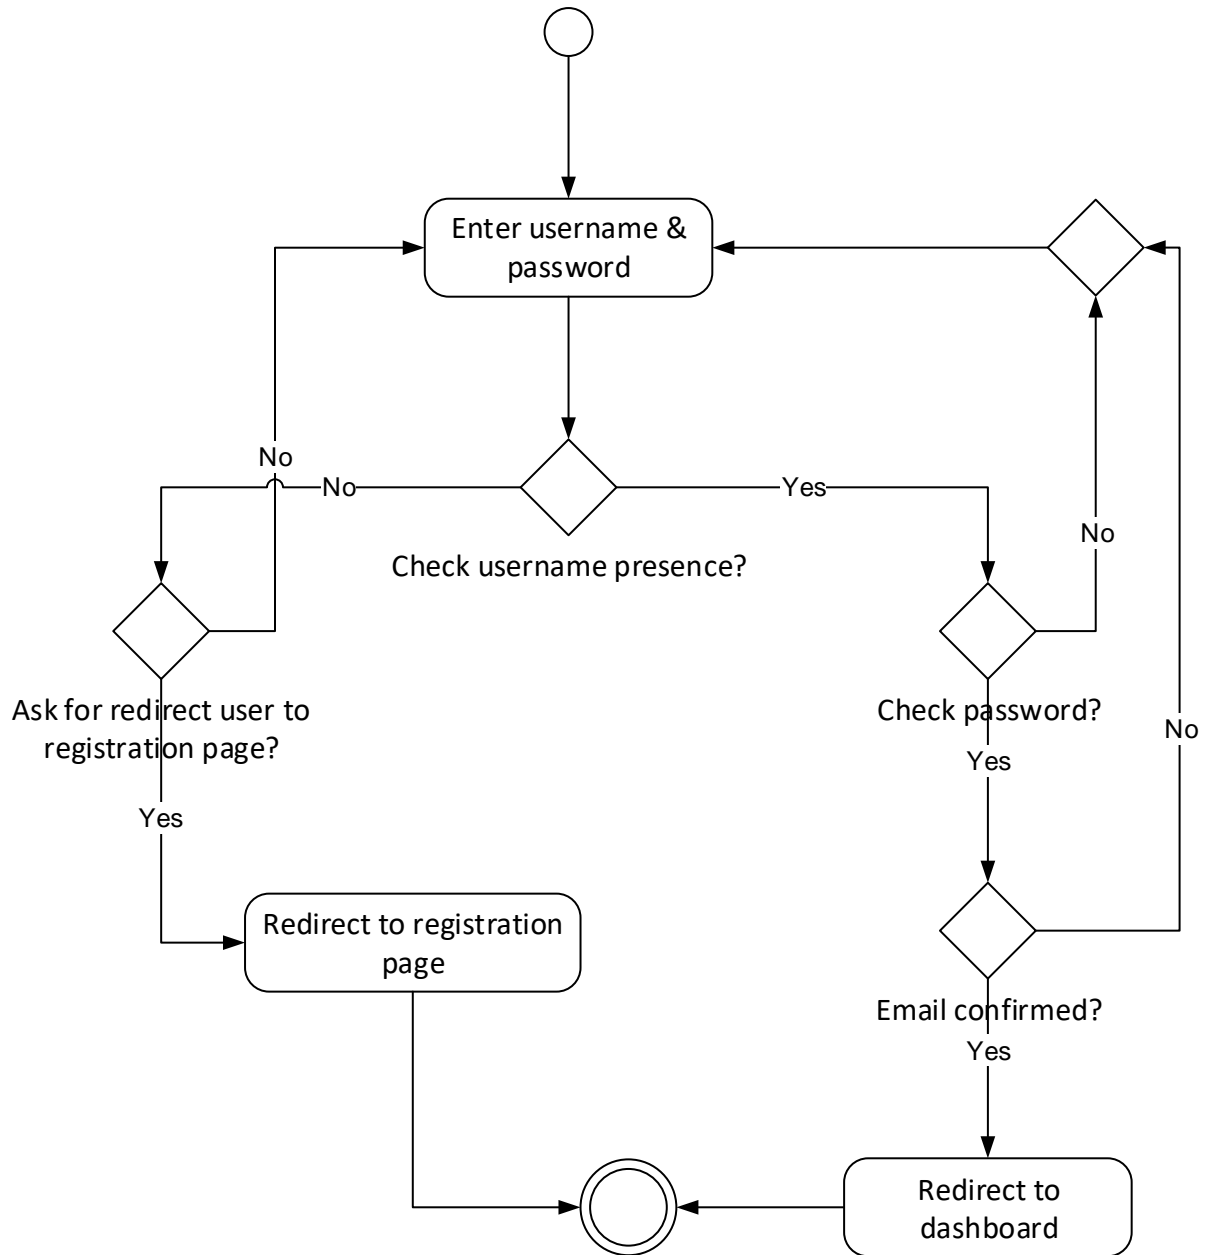 Enter username &
password
No
No
Yes
No
Check username presence?
Ask for redirect user to
registration page?
Check password?
No
Yes
Yes
Redirect to registration
page
Email confirmed?
Yes
Redirect to
dashboard